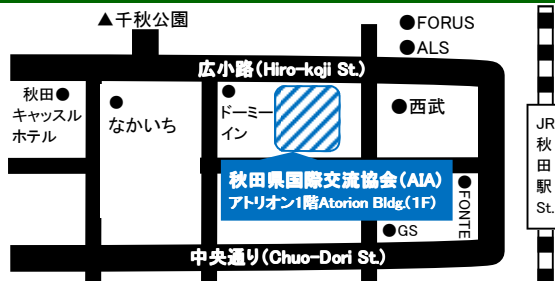 ▲千秋公園
●FORUS
●ALS
広小路(Hiro-koji St.)
秋田●
キャッスル
ホテル
●
なかいち
●
ドーミー
イン
●西武
JR
秋
田
駅
St.
秋田県国際交流協会(AIA)
アトリオン1階Atorion Bldg.(1F)
●FONTE
●GS
中央通り(Chuo-Dori St.)